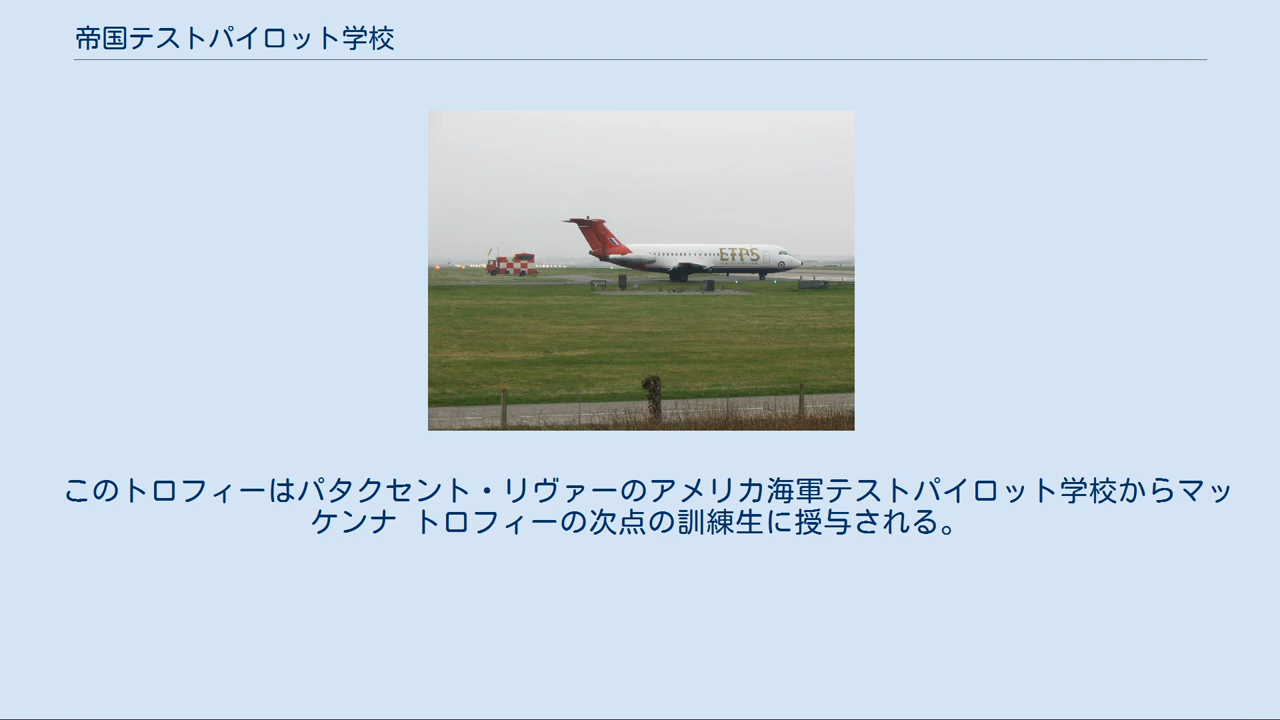 帝国テストパイロット学校
ETPS
このトロフィーはパタクセント・リヴァーのアメリカ海軍テストパイロット学校からマッ
ケンナ トロフィーの次点の訓練生に授与される。